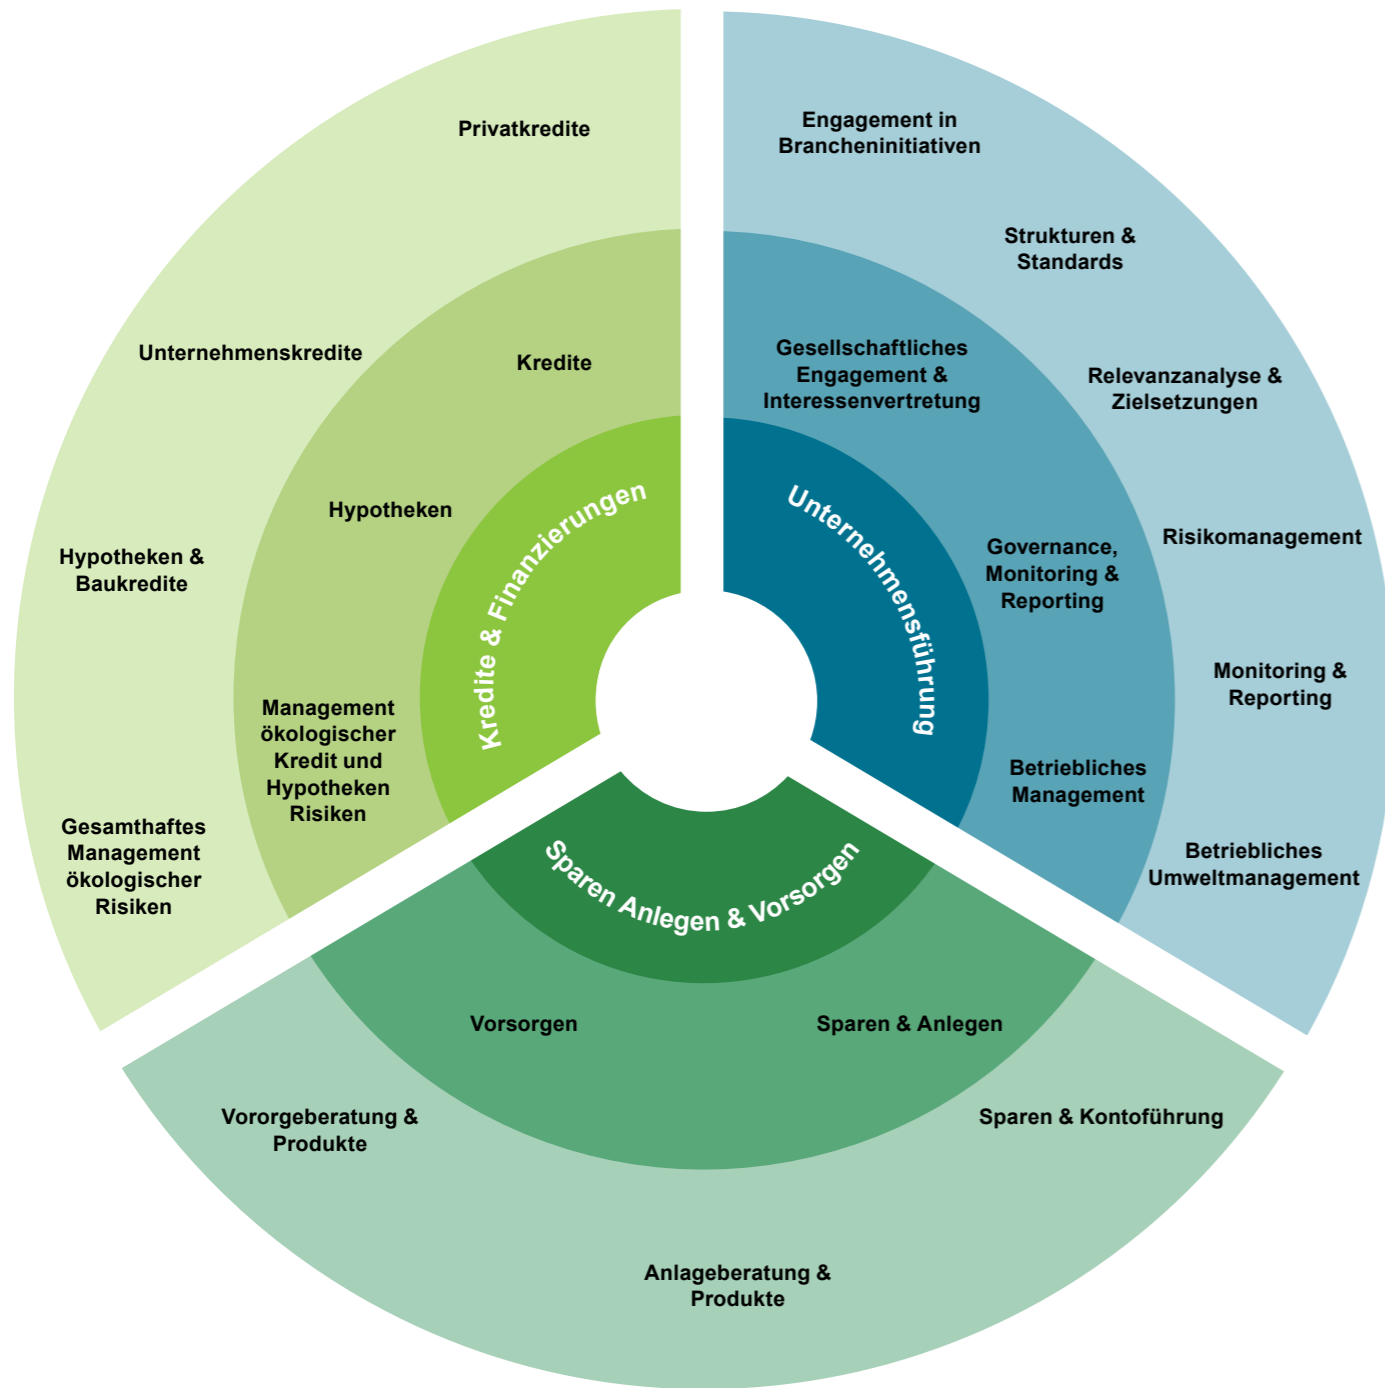 Privatkredite
Unternehmenskredite
Hypotheken &
Baukredite
Gesamthaftes
Management
ökologischer
Risiken
Kredite
Hypotheken
Management
ökologischer
Kredit und
Hypotheken
Risiken
Kredite & Finanzierungen
Engagement in
Brancheninitiativen
Strukturen &
Standards
Relevanzanalyse &
Zielsetzungen
Risikomanagement
Monitoring &
Reporting
Betriebliches
Umweltmanagement
Gesellschaftliches
Engagement &
Interessenvertretung
Governance,
Monitoring &
Reporting
Betriebliches
Management
Unternehmensführung
Sparen Anlegen & Vorsorgen
Vorsorgen
Sparen & Anlegen
Vororgeberatung &
Produkte
Sparen & Kontoführung
Anlageberatung &
Produkte